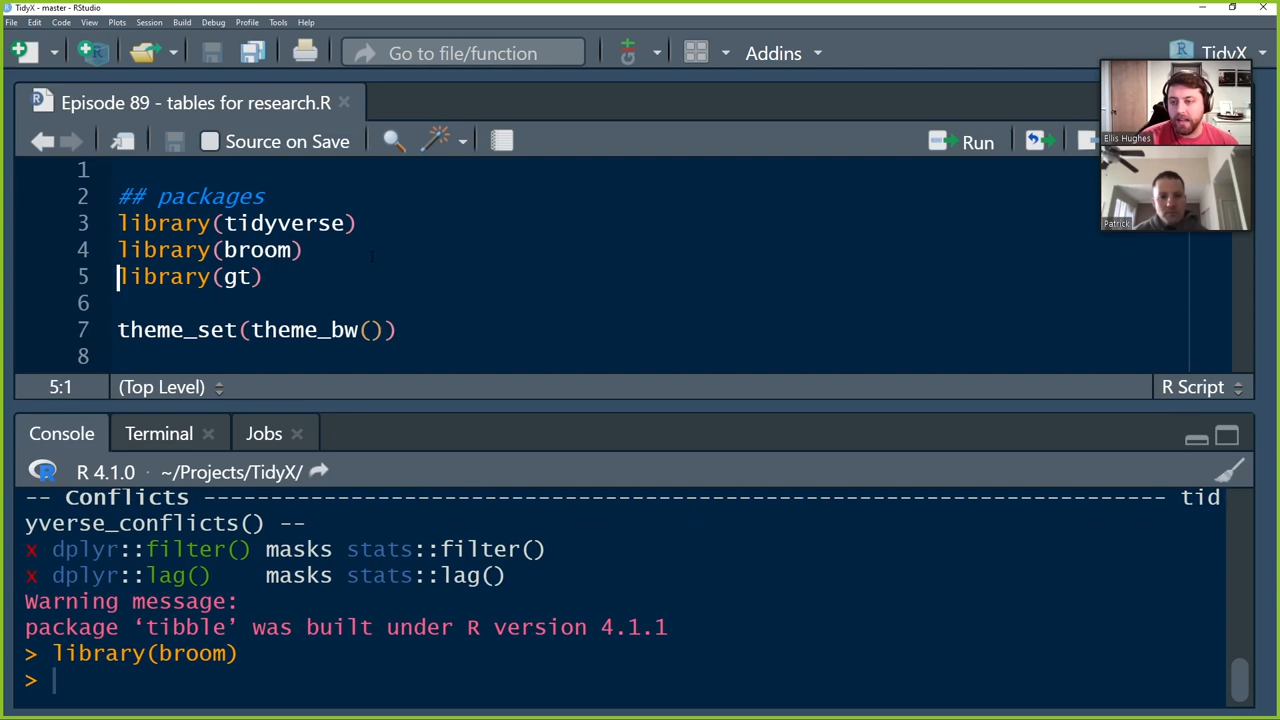 TidyX - master - RStudio
File Edit Code View Plots Session Build Debug Profile Tools Help
Go to file/function Addins TidyX
Episode 89 - tables for research.R
Source on Save Run
1
2 ## packages
3 library(tidyverse)
4 library(broom)
5 library(gt)
6
7 theme_set(theme_bw())
8
5:1 (Top Level) R Script
Ellis Hughes
Patrick
Console Terminal Jobs
R 4.1.0 · ~/Projects/TidyX/
-- Conflicts ------------------------------------------------------------------------ tid
yverse_conflicts() --
x dplyr::filter() masks stats::filter()
x dplyr::lag() masks stats::lag()
Warning message:
package ‘tibble’ was built under R version 4.1.1
> library(broom)
>